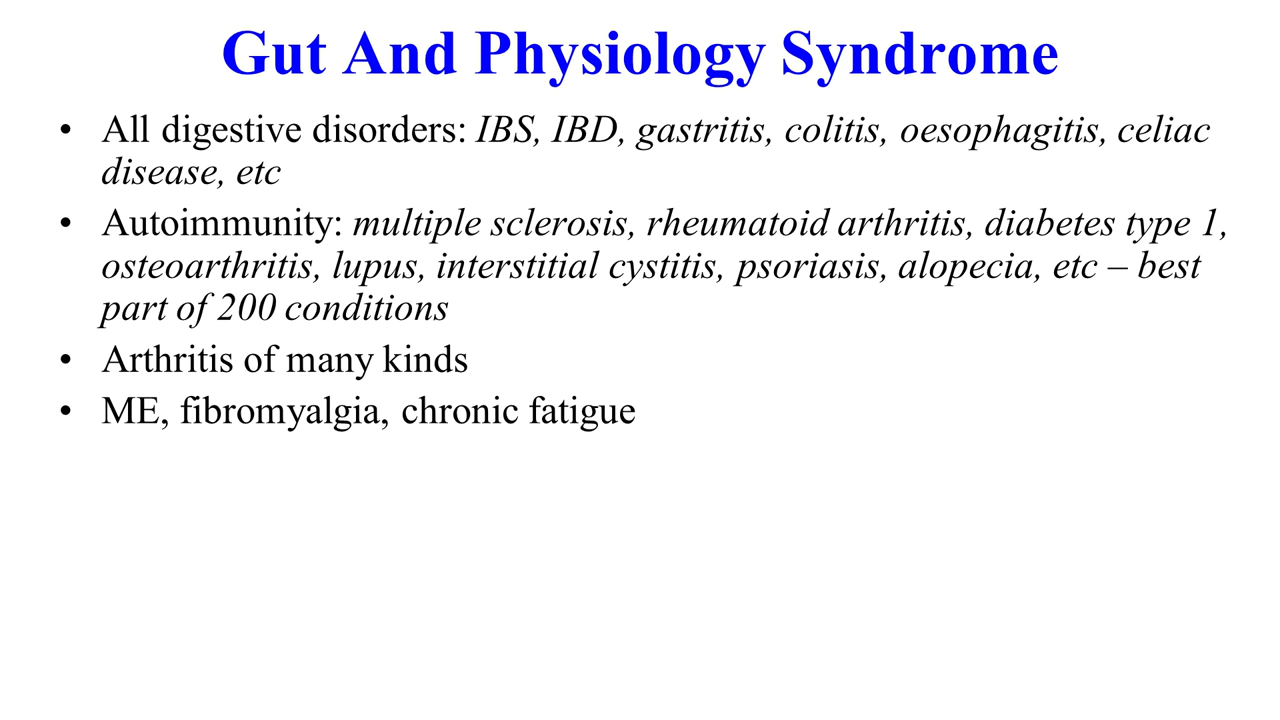 Gut And Physiology Syndrome
• All digestive disorders: IBS, IBD, gastritis, colitis, oesophagitis, celiac
disease, etc
• Autoimmunity: multiple sclerosis, rheumatoid arthritis, diabetes type 1,
osteoarthritis, lupus, interstitial cystitis, psoriasis, alopecia, etc – best
part of 200 conditions
• Arthritis of many kinds
• ME, fibromyalgia, chronic fatigue